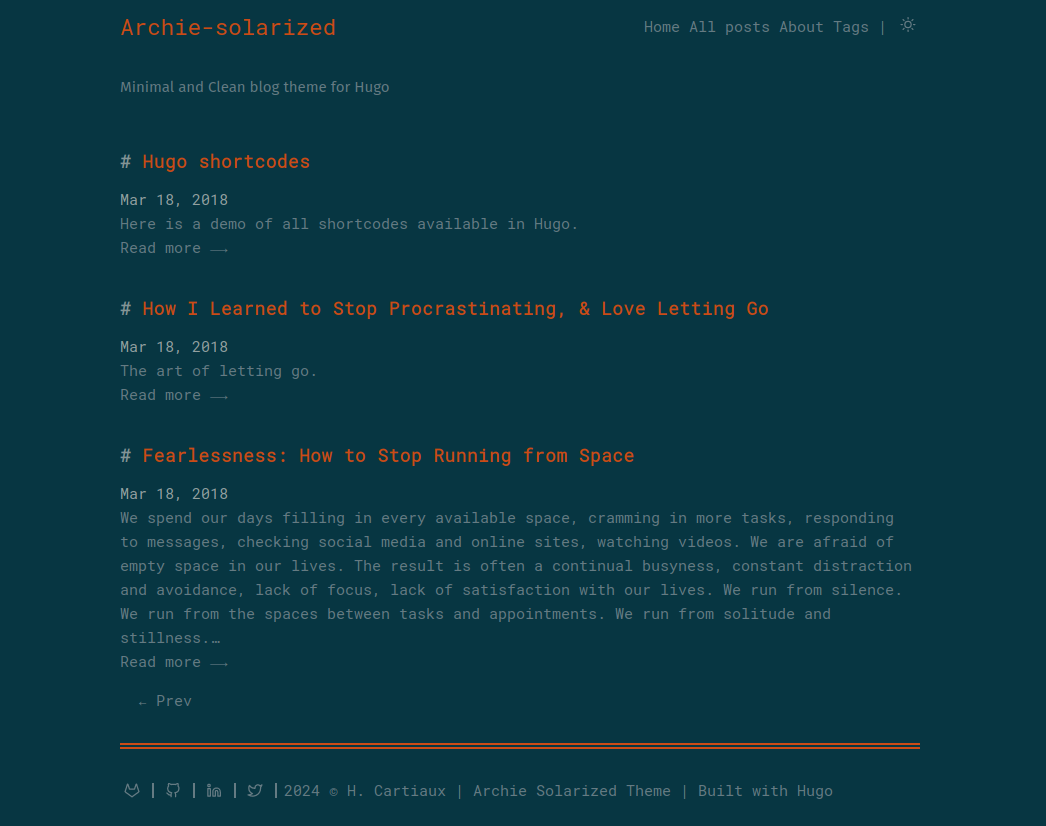 Archie-solarized
Home All posts About Tags |
Minimal and Clean blog theme for Hugo
# Hugo shortcodes
Mar 18, 2018
Here is a demo of all shortcodes available in Hugo.
Read more ⟶
# How I Learned to Stop Procrastinating, & Love Letting Go
Mar 18, 2018
The art of letting go.
Read more ⟶
# Fearlessness: How to Stop Running from Space
Mar 18, 2018
We spend our days filling in every available space, cramming in more tasks, responding
to messages, checking social media and online sites, watching videos. We are afraid of
empty space in our lives. The result is often a continual busyness, constant distraction
and avoidance, lack of focus, lack of satisfaction with our lives. We run from silence.
We run from the spaces between tasks and appointments. We run from solitude and
stillness.…
Read more ⟶
← Prev
| | | | 2024 © H. Cartiaux | Archie Solarized Theme | Built with Hugo